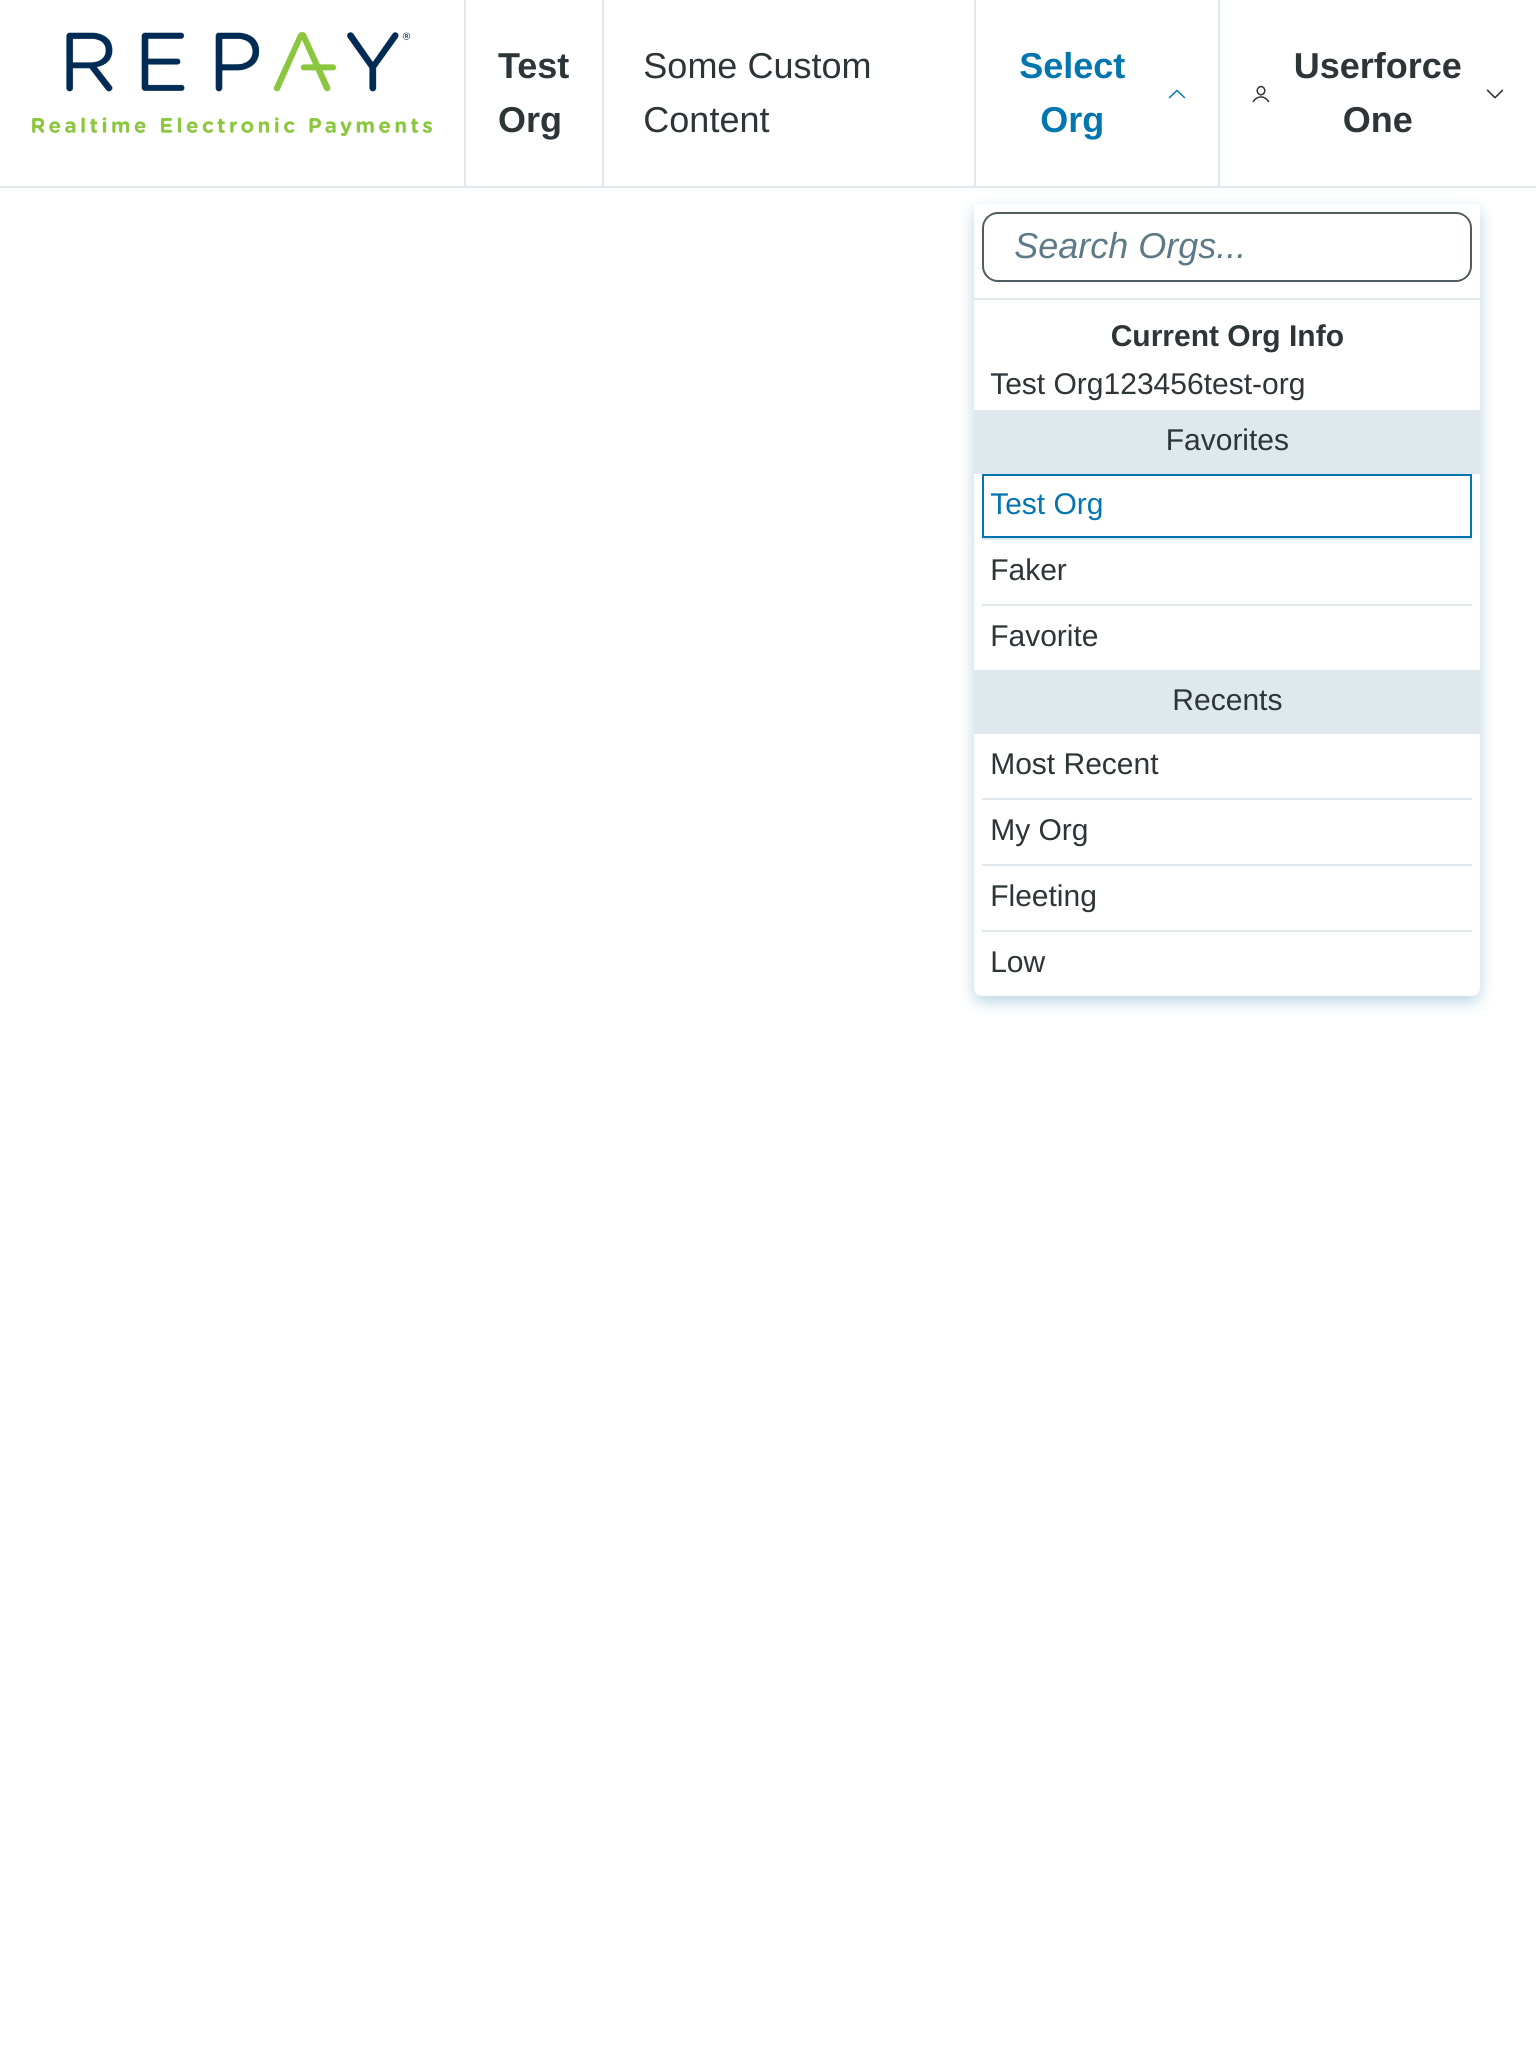 REPAY®
Realtime Electronic Payments
Test
Org
Some Custom
Content
Select
Org
Userforce
One
Search Orgs...
Current Org Info
Test Org123456test-org
Favorites
Test Org
Faker
Favorite
Recents
Most Recent
My Org
Fleeting
Low